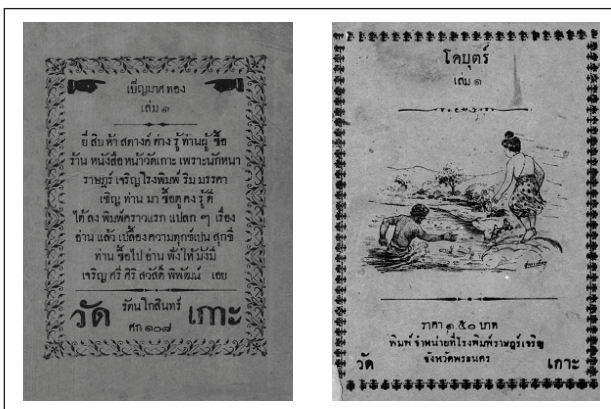 เบ็ญมาศ ทอง
เล่ม ๑
ยี่ สิบ ห้า สตางค์ ต่าง รู้ ท่านผู้ ซื้อ
ร้าน หนังสือ หน้าวัดเกาะ เพราะนักหนา
ราษฎร์ เจริญโรงพิมพ์ ริม มรรคา
เชิญ ท่าน มา ซื้อดู คง รู้ ดี
ได้ ลง พิมพ์คราวแรก แปลก ๆ เรื่อง
อ่าน แล้ว เปลื้องความทุกข์เปน สุกขี
ท่าน ซื้อไป อ่าน ฟัง ให้ มั่งมี
เจริญ ศรี ศิริ สวัสดิ์ พิพัฒน์ เอย
วัด รัตนโกสินทร์ เกาะ
ศก ๑๐๘
โคบุตร์
เล่ม ๑
ราคา ๑.๕๐ บาท
พิมพ์ จำหน่ายที่โรงพิมพ์ราษฎร์เจริญ
วัด จังหวัดพระนคร เกาะ